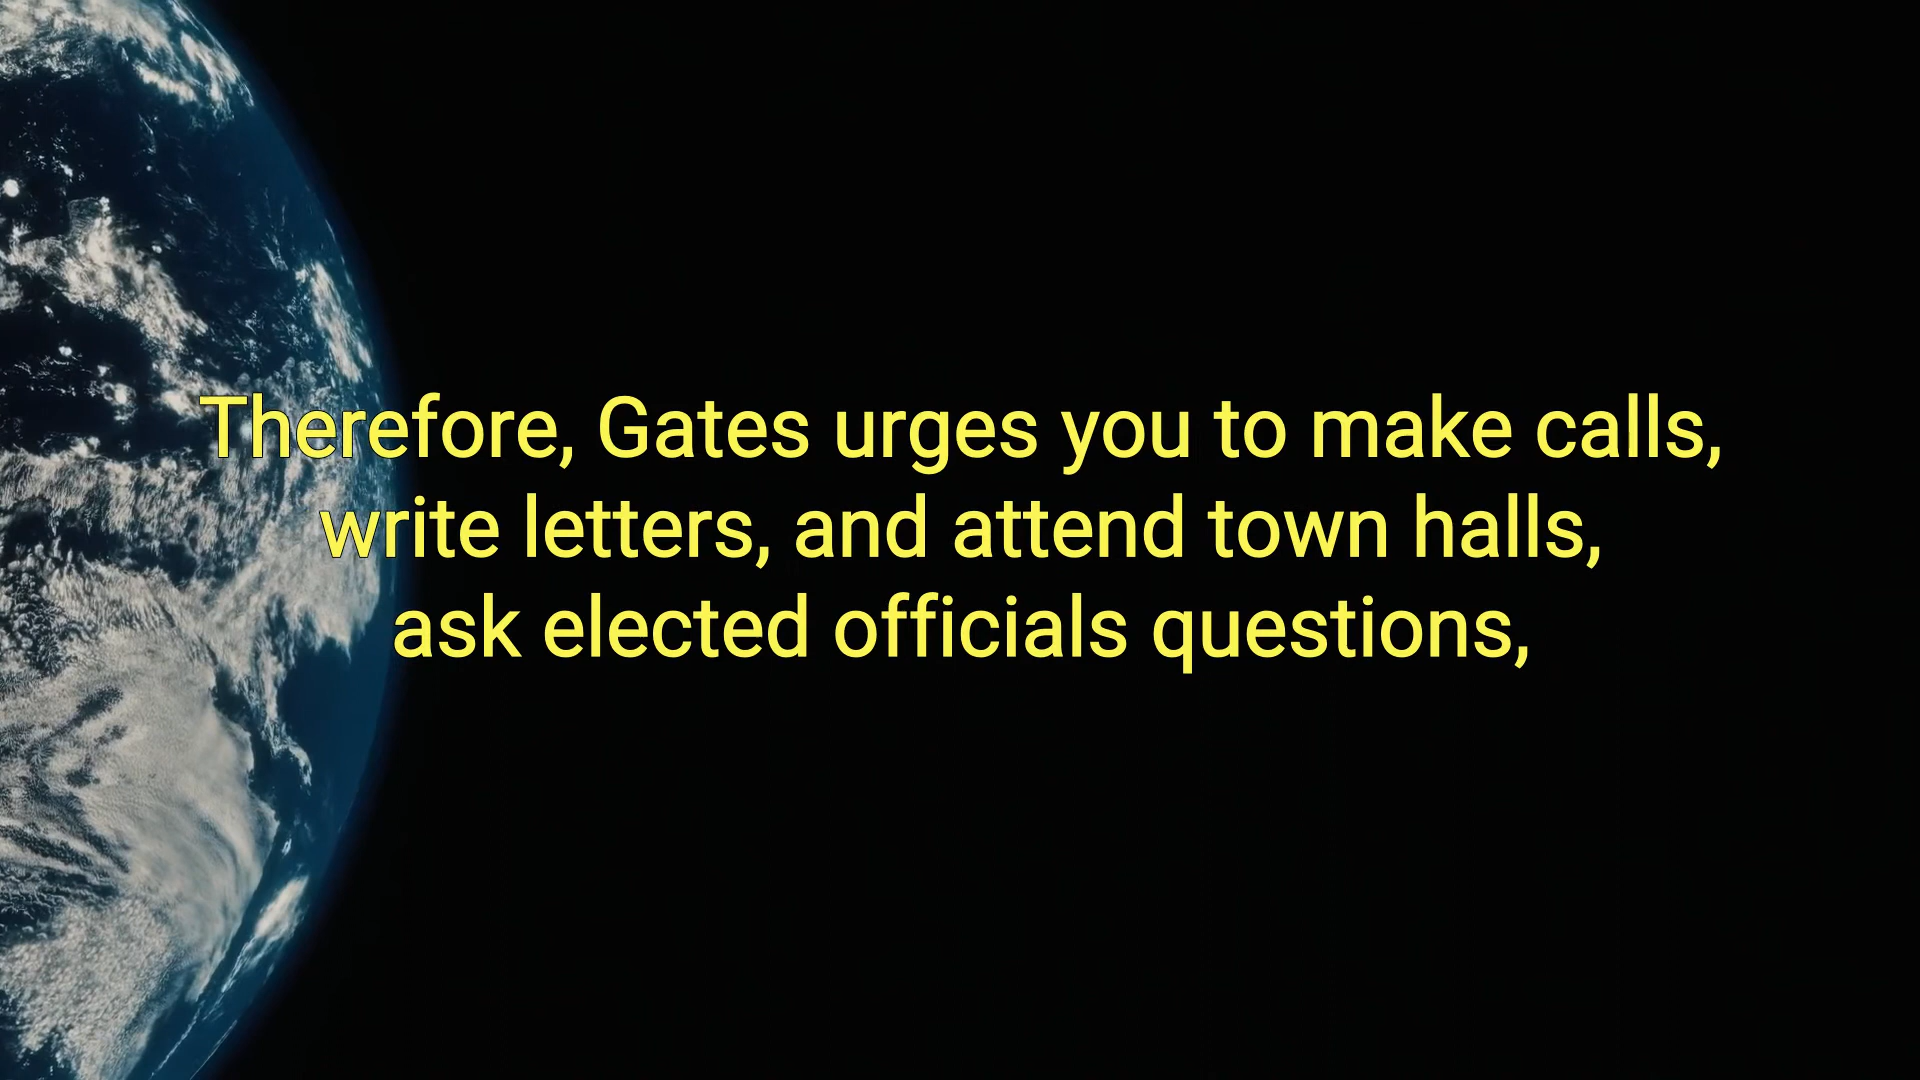 Therefore, Gates urges you to make calls,
write letters, and attend town halls,
ask elected officials questions,